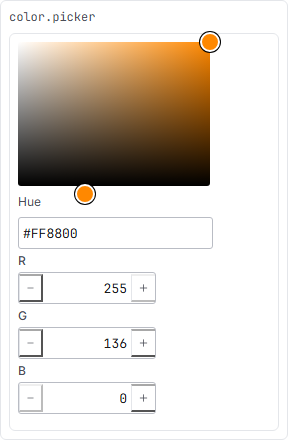 color.picker
Hue
#FF8800
R
− 255 +
G
− 136 +
B
− 0 +